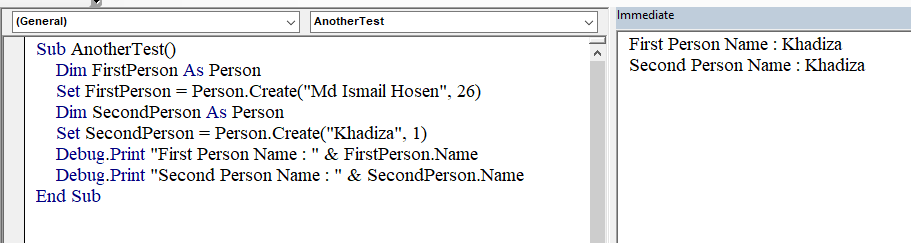 (General)
AnotherTest
Sub AnotherTest()
Dim FirstPerson As Person
Set FirstPerson = Person.Create("Md Ismail Hosen", 26)
Dim SecondPerson As Person
Set SecondPerson = Person.Create("Khadiza", 1)
Debug.Print "First Person Name : " & FirstPerson.Name
Debug.Print "Second Person Name : " & SecondPerson.Name
End Sub
Immediate
First Person Name : Khadiza
Second Person Name : Khadiza